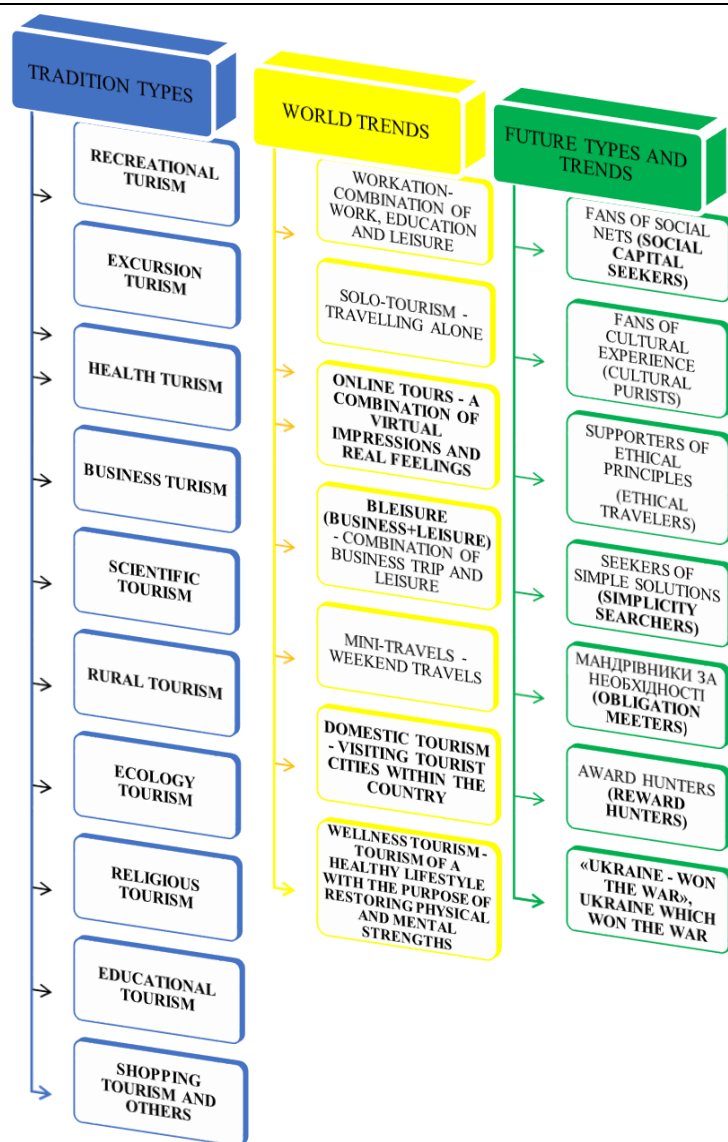 TRADITION TYPES
RECREATIONAL
TURISM
EXCURSION
TURISM
HEALTH TURISM
BUSINESS TURISM
SCIENTIFIC
TOURISM
RURAL TOURISM
ECOLOGY
TOURISM
RELIGIOUS
TOURISM
EDUCATIONAL
TOURISM
SHOPPING
TOURISM AND
OTHERS
WORLD TRENDS
WORKATION-
COMBINATION OF
WORK, EDUCATION
AND LEISURE
SOLO-TOURISM -
TRAVELLING ALONE
ONLINE TOURS - A
COMBINATION OF
VIRTUAL
IMPRESSIONS AND
REAL FEELINGS
BLEISURE
(BUSINESS+LEISURE)
- COMBINATION OF
BUSINESS TRIP AND
LEISURE
MINI-TRAVELS -
WEEKEND TRAVELS
DOMESTIC TOURISM
- VISITING TOURIST
CITIES WITHIN THE
COUNTRY
WELLNESS TOURISM -
TOURISM OF A
HEALTHY LIFESTYLE
WITH THE PURPOSE OF
RESTORING PHYSICAL
AND MENTAL
STRENGTHS
FUTURE TYPES AND
TRENDS
FANS OF SOCIAL
NETS (SOCIAL
CAPITAL
SEEKERS)
FANS OF
CULTURAL
EXPERIENCE
(CULTURAL
PURISTS)
SUPPORTERS OF
ETHICAL
PRINCIPLES
(ETHICAL
TRAVELERS)
SEEKERS OF
SIMPLE SOLUTIONS
(SIMPLICITY
SEARCHERS)
МАНДРІВНИКИ ЗА
НЕОБХІДНОСТІ
(OBLIGATION
MEETERS)
AWARD HUNTERS
(REWARD
HUNTERS)
«UKRAINE - WON
THE WAR»,
UKRAINE WHICH
WON THE WAR